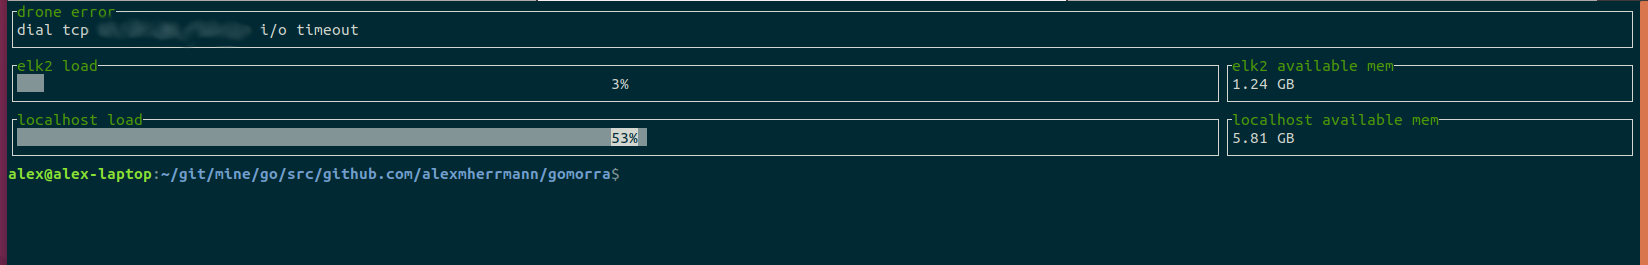 drone error
dial tcp i/o timeout
elk2 load
elk2 available mem
3%
1.24 GB
localhost load
localhost available mem
53%
5.81 GB
alex@alex-laptop:~/git/mine/go/src/github.com/alexmherrmann/gomorra$